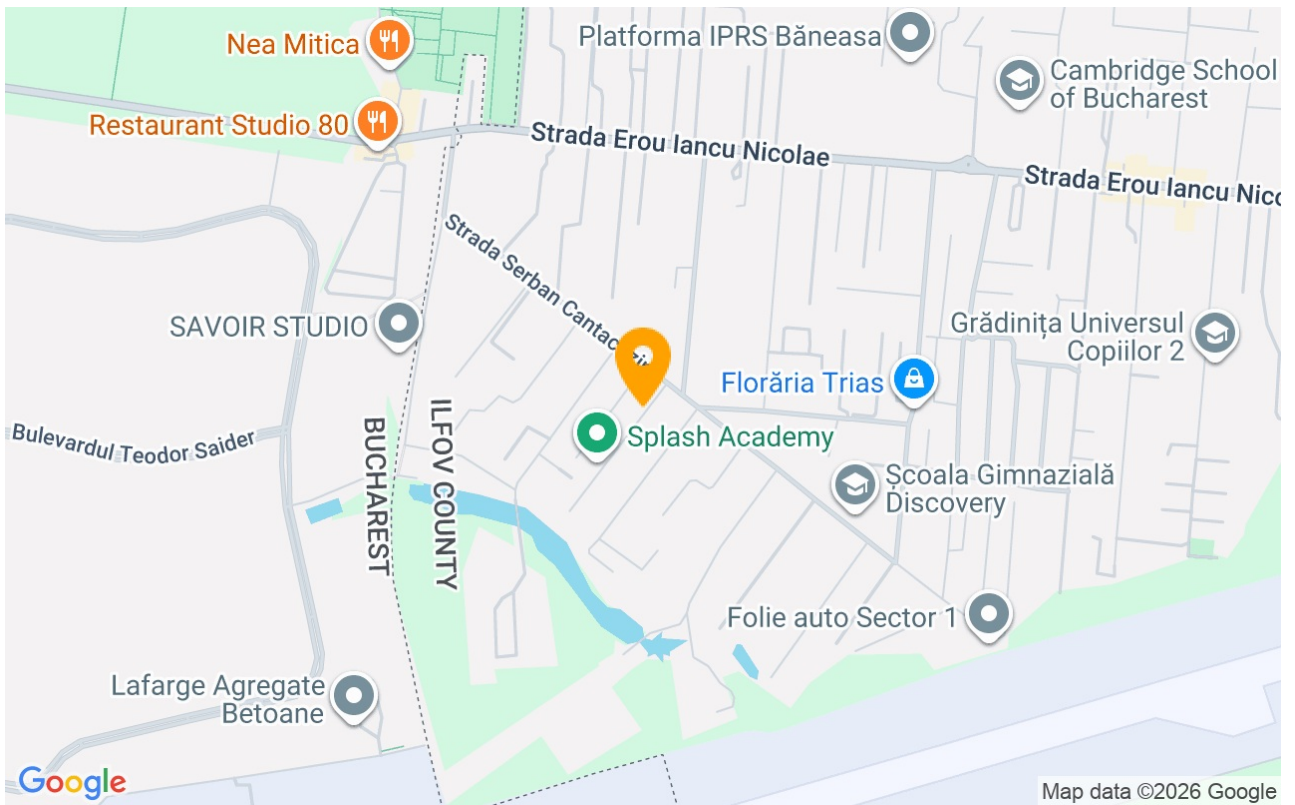 Nea Mitica
Platforma IPRS Băneasa
Cambridge School
of Bucharest
Restaurant Studio 80
Strada Erou Iancu Nicolae
Strada Erou Iancu Nico
Strada Serban Cantac
SAVOIR STUDIO
Grădinița Universul
Copiilor 2
Florăria Trias
Bulevardul Teodor Saider
BUCHAREST
ILFOV COUNTY
Splash Academy
Școala Gimnazială
Discovery
Folie auto Sector 1
Lafarge Agregate
Betoane
Google
Map data ©2026 Google